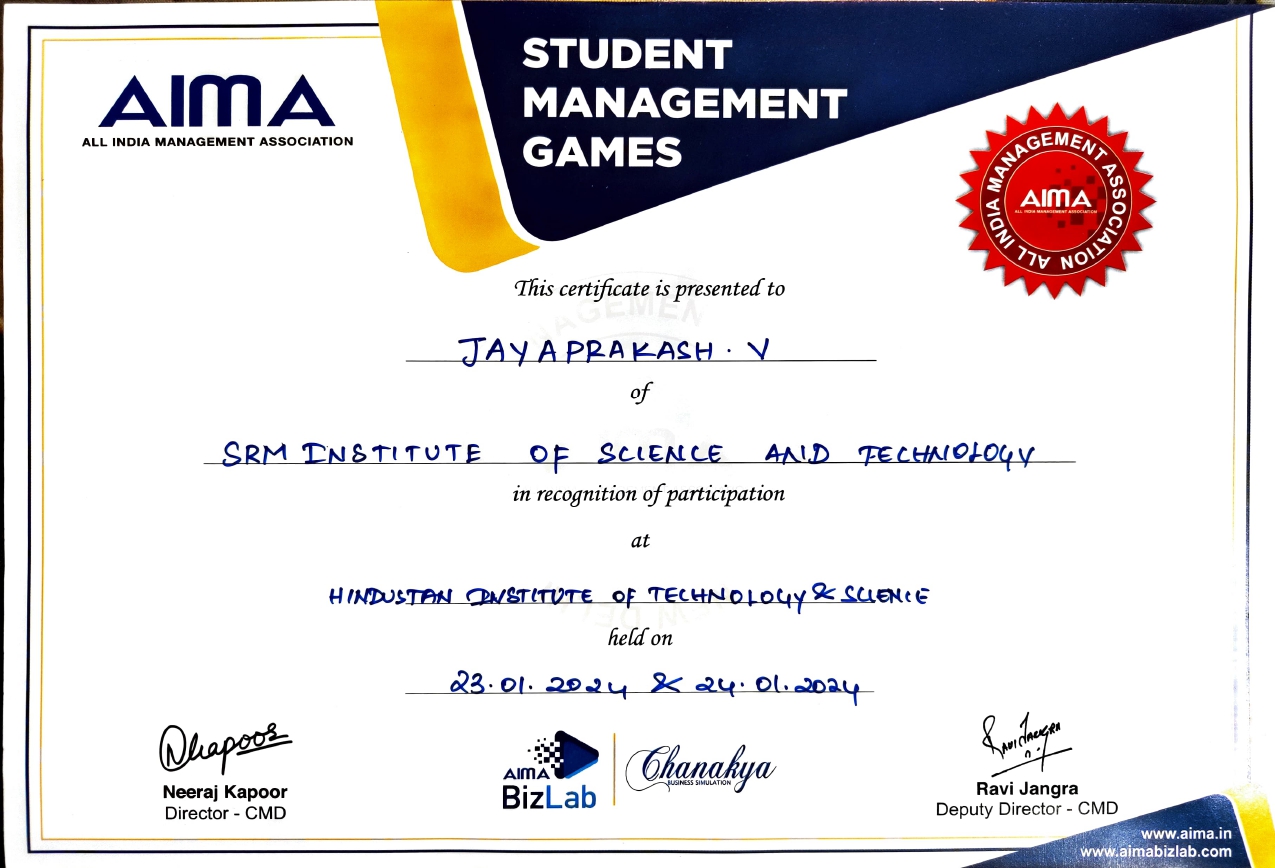 AIMA
ALL INDIA MANAGEMENT ASSOCIATION
STUDENT
MANAGEMENT
GAMES
ALL INDIA MANAGEMENT ASSOCIATION
AIMA
ALL INDIA MANAGEMENT ASSOCIATION
This certificate is presented to
JAYAPRAKASH. V
of
SRM INSTITUTE OF SCIENCE AND TECHNOLOGY
in recognition of participation
at
HINDUSTAN INSTITUTE OF TECHNOLOGY & SCIENCE
held on
23.01.2024 & 24.01.2024
Neeraj Kapoor
Director - CMD
AIMA
BizLab
Chanakya
BUSINESS SIMULATION
Ravi Jangra
Ravi Jangra
Deputy Director - CMD
www.aima.in
www.aimabizlab.com